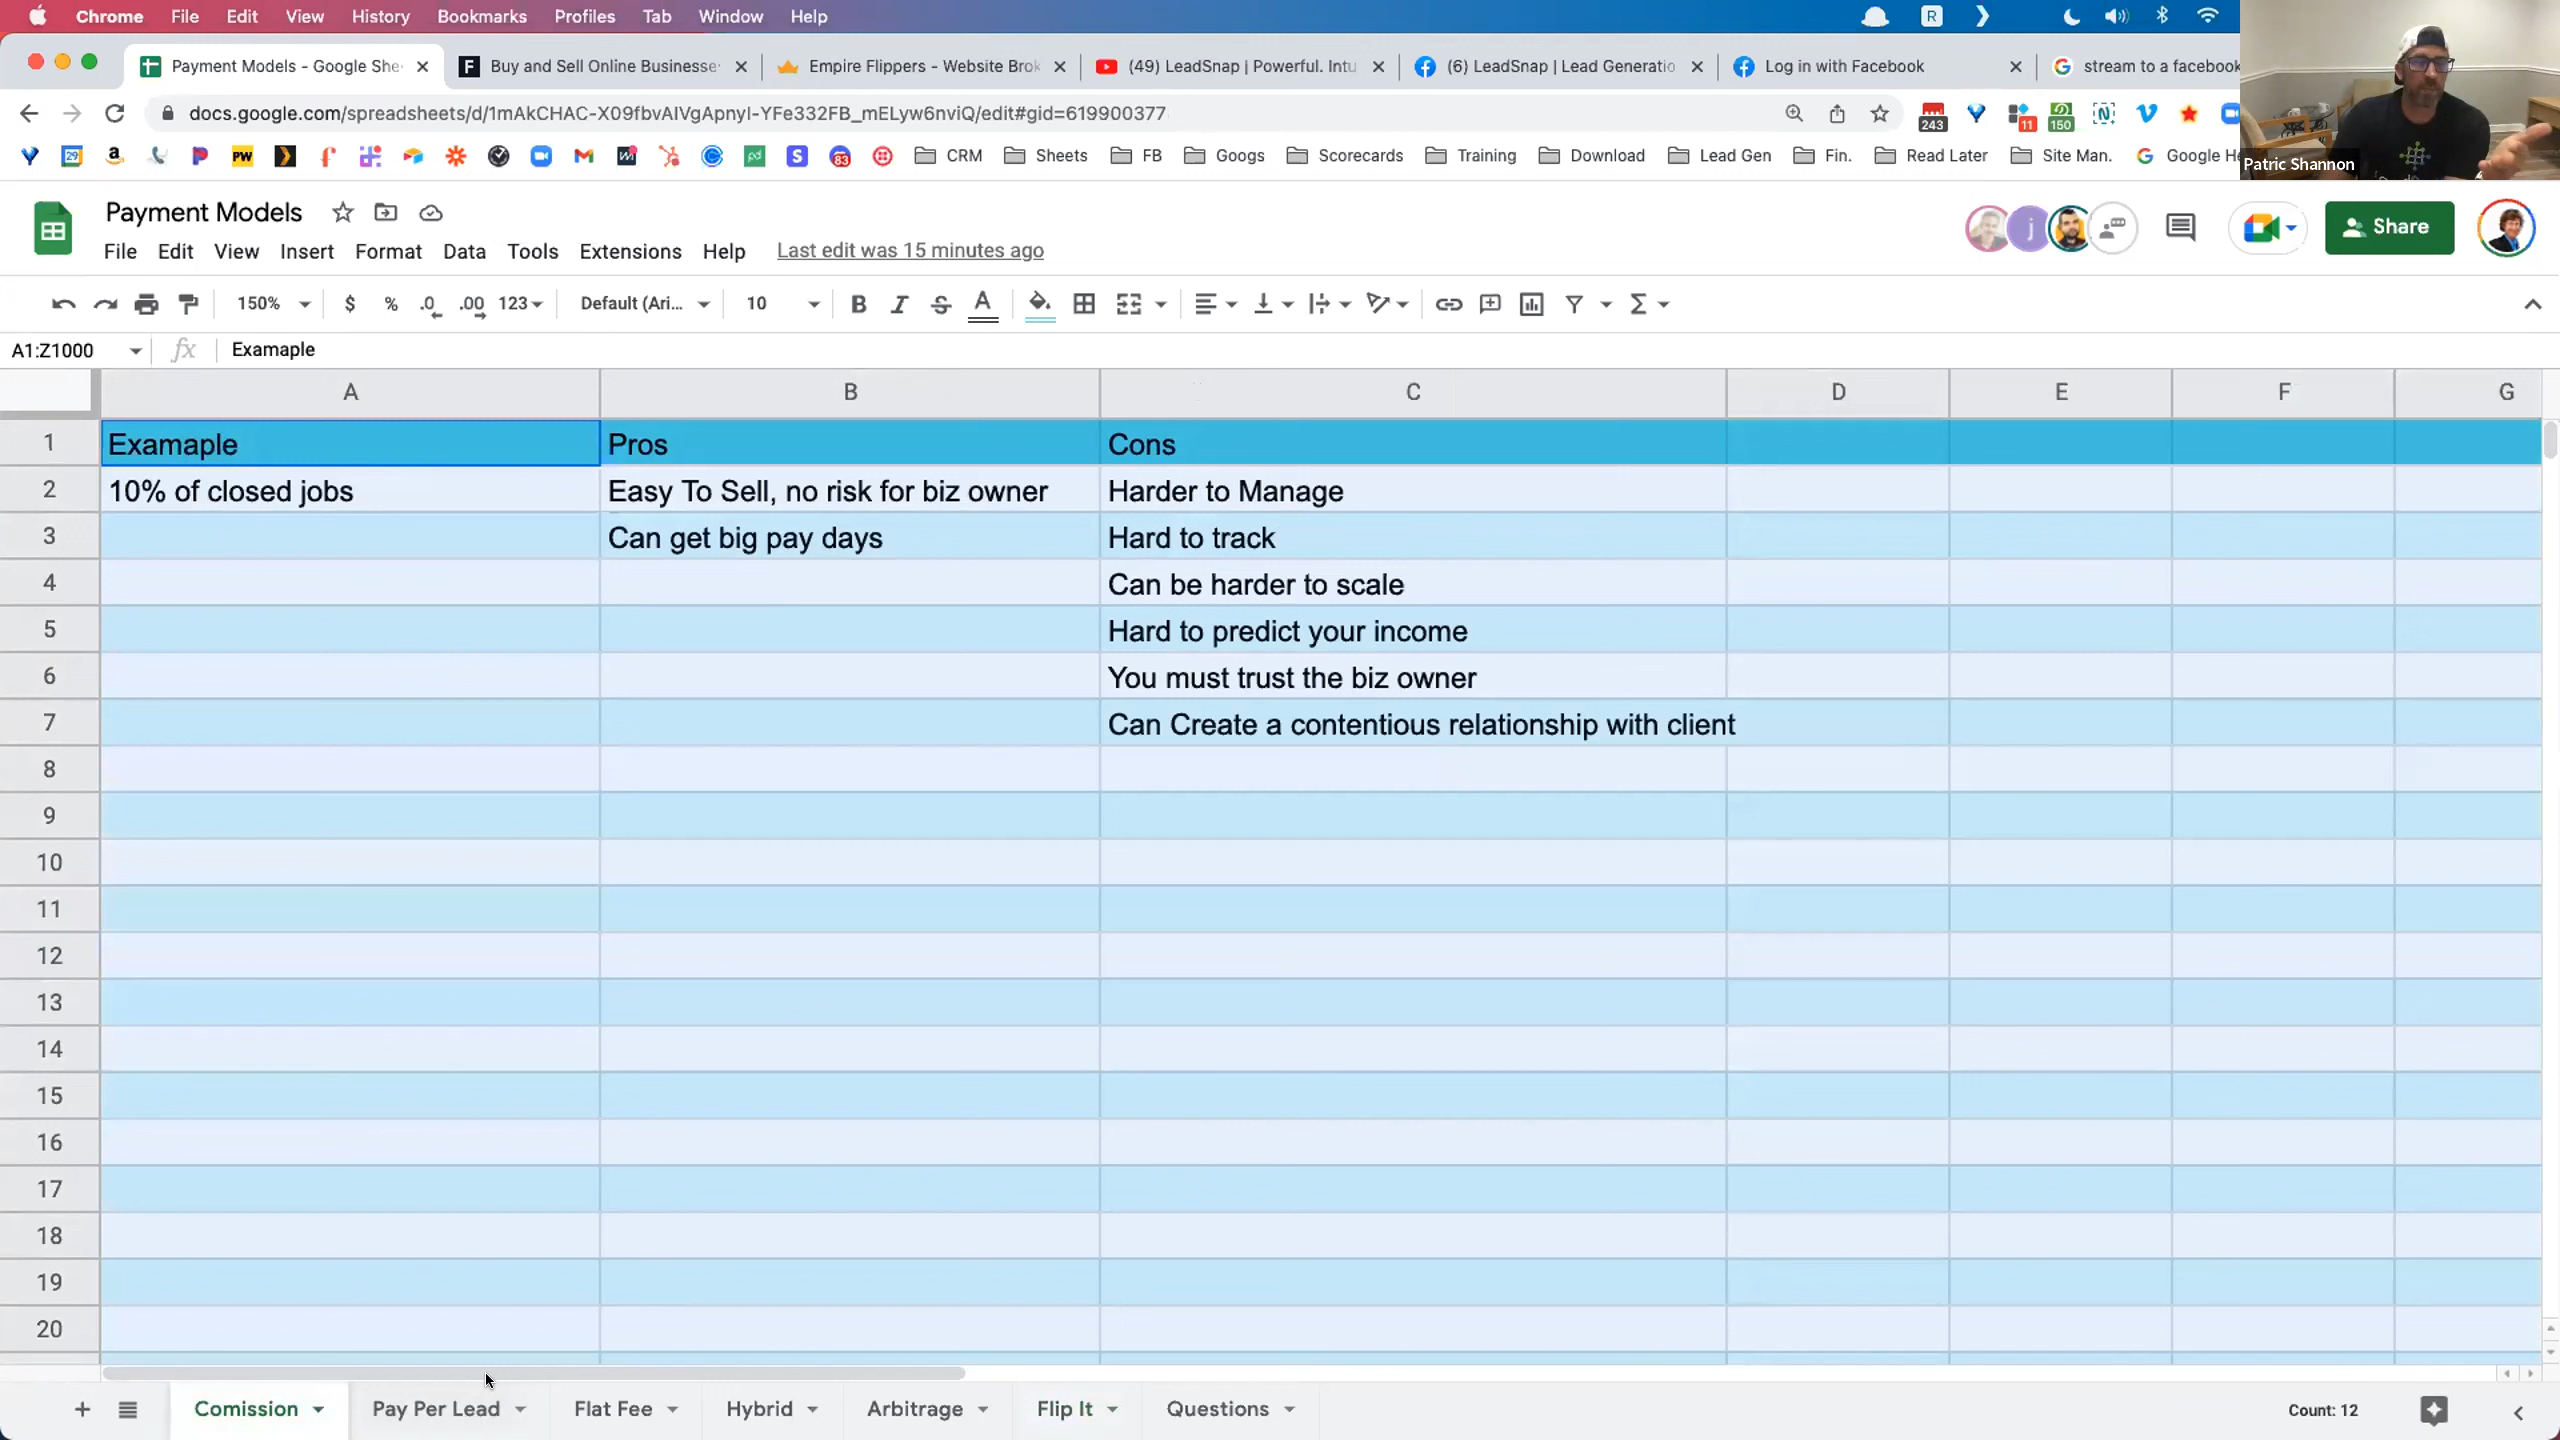 Chrome File Edit View History Bookmarks Profiles Tab Window Help
Payment Models - Google She
Buy and Sell Online Businesse
Empire Flippers - Website Brok
(49) LeadSnap | Powerful. Intu
(6) LeadSnap | Lead Generatio
Log in with Facebook
stream to a facebook
docs.google.com/spreadsheets/d/1mAkCHAC-X09fbvAIVgApnyI-YFe332FB_mELyw6nviQ/edit#gid=619900377
243
11
150
29
PW
83
CRM Sheets FB Googs Scorecards Training Download Lead Gen Fin. Read Later Site Man. Google He
Patric Shannon
Payment Models
File Edit View Insert Format Data Tools Extensions Help Last edit was 15 minutes ago
j
Share
150% $ % .0 .00 123 Default (Ari... 10 B I S A
A1:Z1000 fx Examaple
A B C D E F G
1 Examaple Pros Cons
2 10% of closed jobs Easy To Sell, no risk for biz owner Harder to Manage
3 Can get big pay days Hard to track
4 Can be harder to scale
5 Hard to predict your income
6 You must trust the biz owner
7 Can Create a contentious relationship with client
8
9
10
11
12
13
14
15
16
17
18
19
20
Comission Pay Per Lead Flat Fee Hybrid Arbitrage Flip It Questions Count: 12